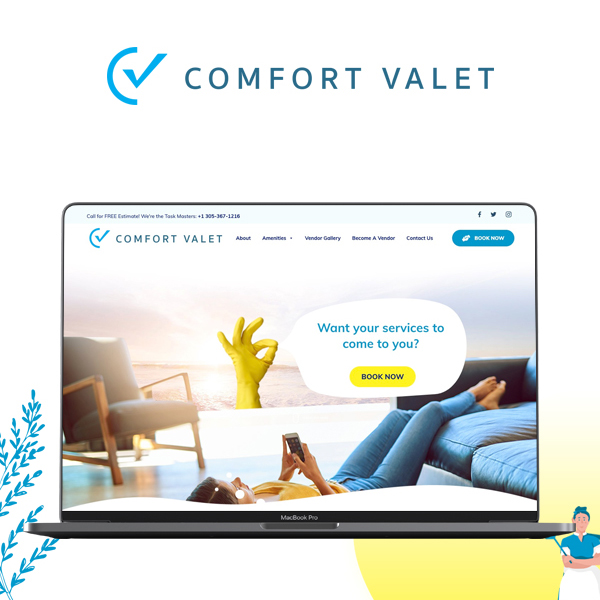 COMFORT VALET
Call for FREE Estimate! We're the Task Masters: +1 305-367-1216
COMFORT VALET About Amenities Vendor Gallery Become A Vendor Contact Us BOOK NOW
Want your services to
come to you?
BOOK NOW
MacBook Pro